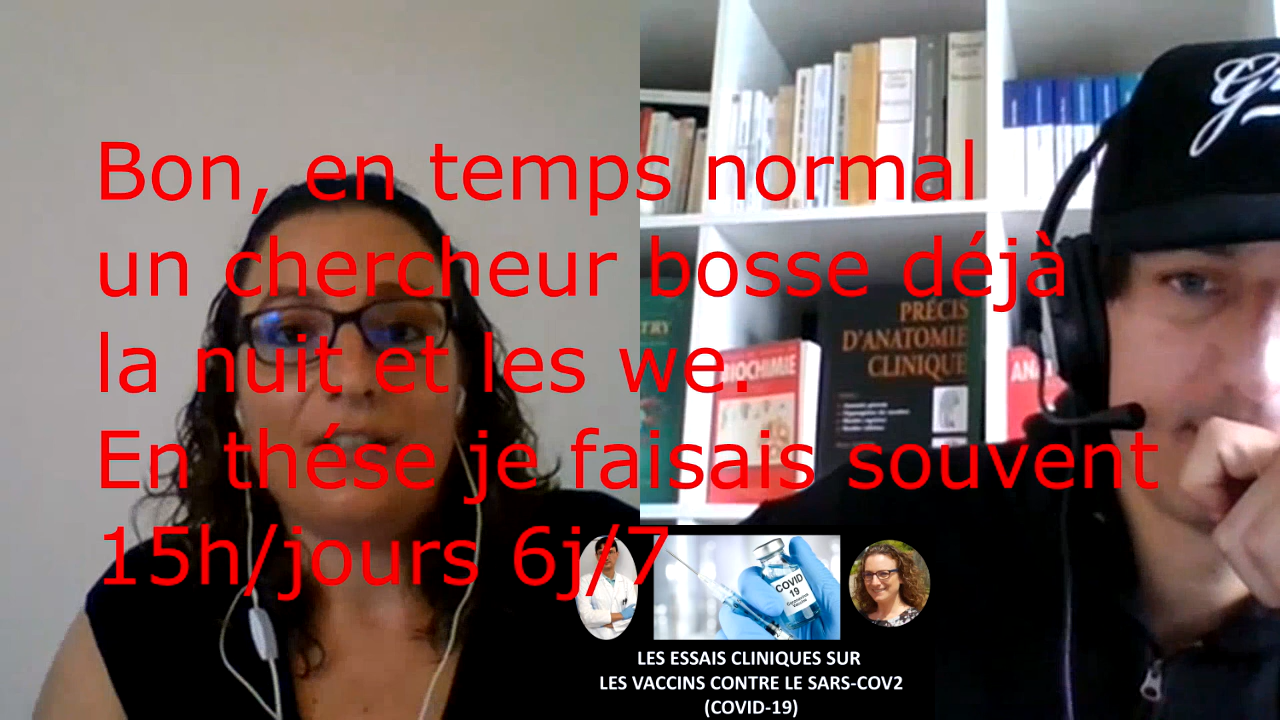 Bon, en temps normal
un chercheur bosse déjà
la nuit et les we.
En thése je faisais souvent
15h/jours 6j/7
PRÉCIS
D'ANATOMIE
CLINIQUE
BIOCHIMIE
COVID
19
LES ESSAIS CLINIQUES SUR
LES VACCINS CONTRE LE SARS-COV2
(COVID-19)